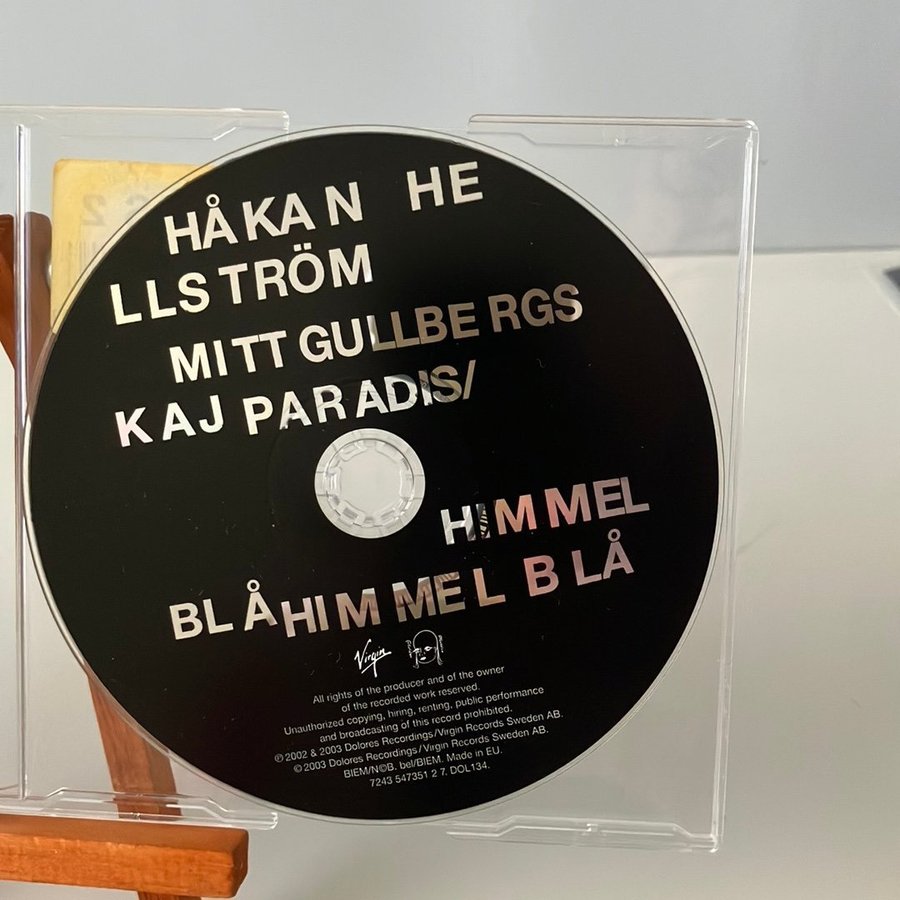 HÅKAN HE
LLSTRÖM
MITT GULLBERGS
KAJ PARADIS/
HIMMEL
BLÅHIMMEL BLÅ
Virgin
All rights of the producer and of the owner
of the recorded work reserved.
Unauthorized copying, hiring, renting, public performance
and broadcasting of this record prohibited.
℗ 2002 & 2003 Dolores Recordings/Virgin Records Sweden AB.
© 2003 Dolores Recordings/Virgin Records Sweden AB.
BIEM/N©B. bel/BIEM. Made in EU.
7243 547351 2 7. DOL134.